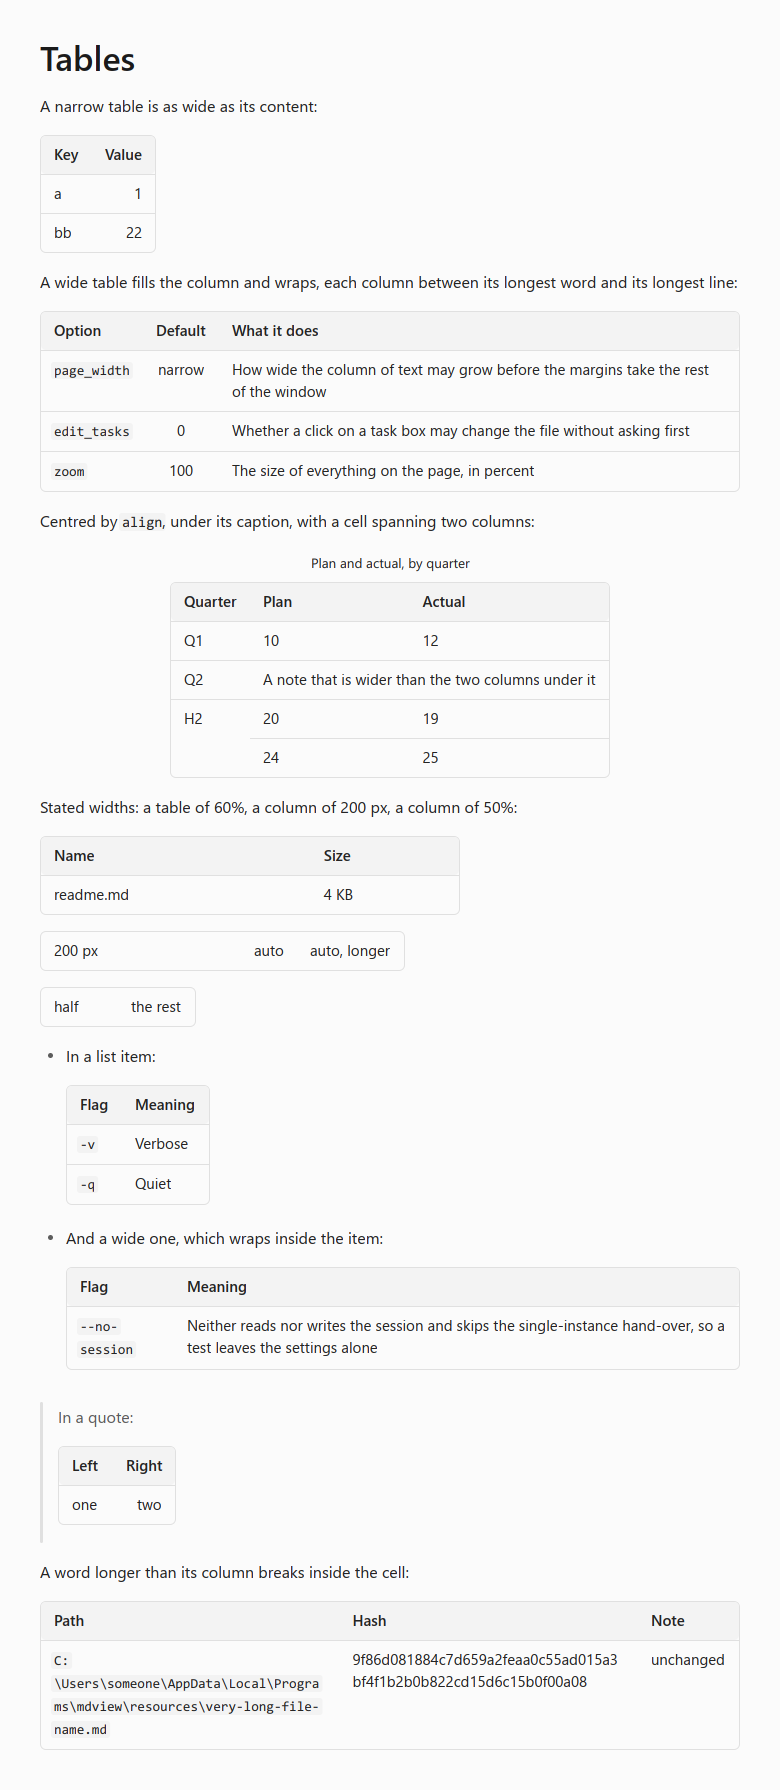 Tables
A narrow table is as wide as its content:
Key Value
a 1
bb 22
A wide table fills the column and wraps, each column between its longest word and its longest line:
Option Default What it does
page_width narrow How wide the column of text may grow before the margins take the rest
of the window
edit_tasks 0 Whether a click on a task box may change the file without asking first
zoom 100 The size of everything on the page, in percent
Centred by align, under its caption, with a cell spanning two columns:
Plan and actual, by quarter
Quarter Plan Actual
Q1 10 12
Q2 A note that is wider than the two columns under it
H2 20 19
24 25
Stated widths: a table of 60%, a column of 200 px, a column of 50%:
Name Size
readme.md 4 KB
200 px auto auto, longer
half the rest
• In a list item:
Flag Meaning
-v Verbose
-q Quiet
• And a wide one, which wraps inside the item:
Flag Meaning
--no- Neither reads nor writes the session and skips the single-instance hand-over, so a
session test leaves the settings alone
In a quote:
Left Right
one two
A word longer than its column breaks inside the cell:
Path Hash Note
C: 9f86d081884c7d659a2feaa0c55ad015a3 unchanged
\Users\someone\AppData\Local\Progra bf4f1b2b0b822cd15d6c15b0f00a08
ms\mdview\resources\very-long-file-
name.md